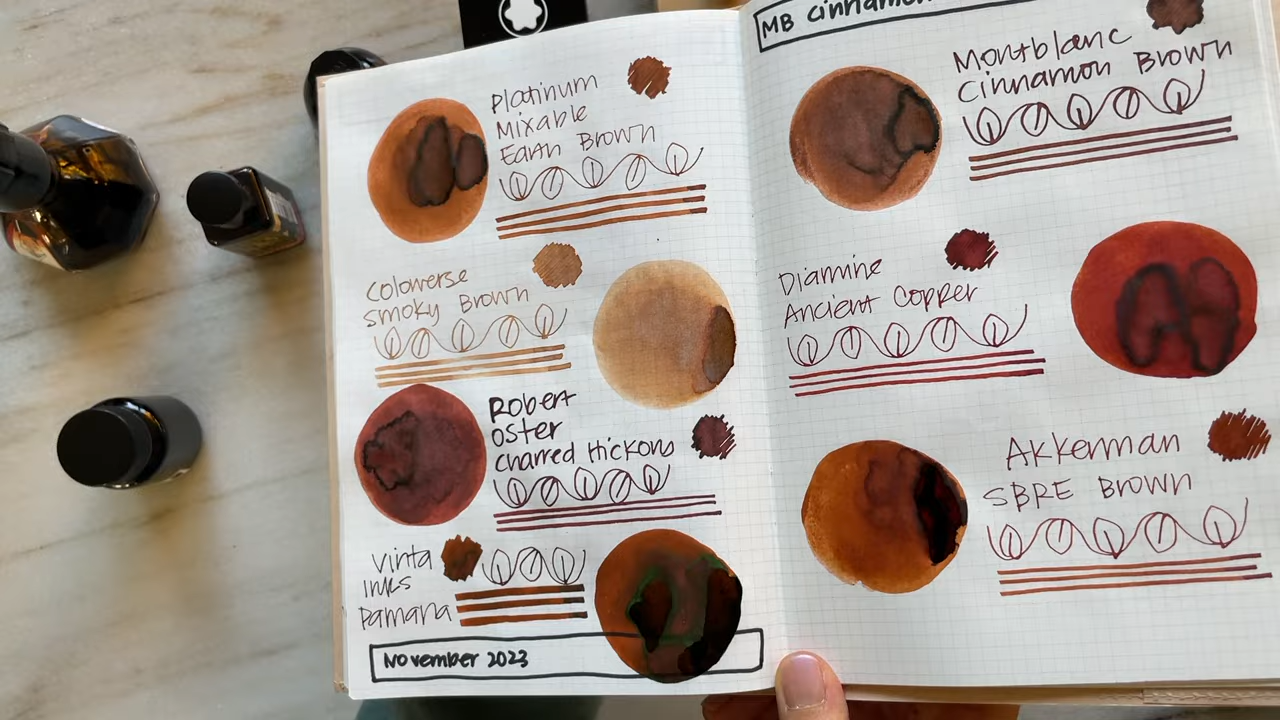 Platinum
Mixable
Earth Brown
Colorverse
Smoky Brown
Robert
Oster
Charred Hickory
Vinta
Inks
Pamana
November 2023
MB Cinnamon
Montblanc
Cinnamon Brown
Diamine
Ancient Copper
Akkerman
SBRE Brown